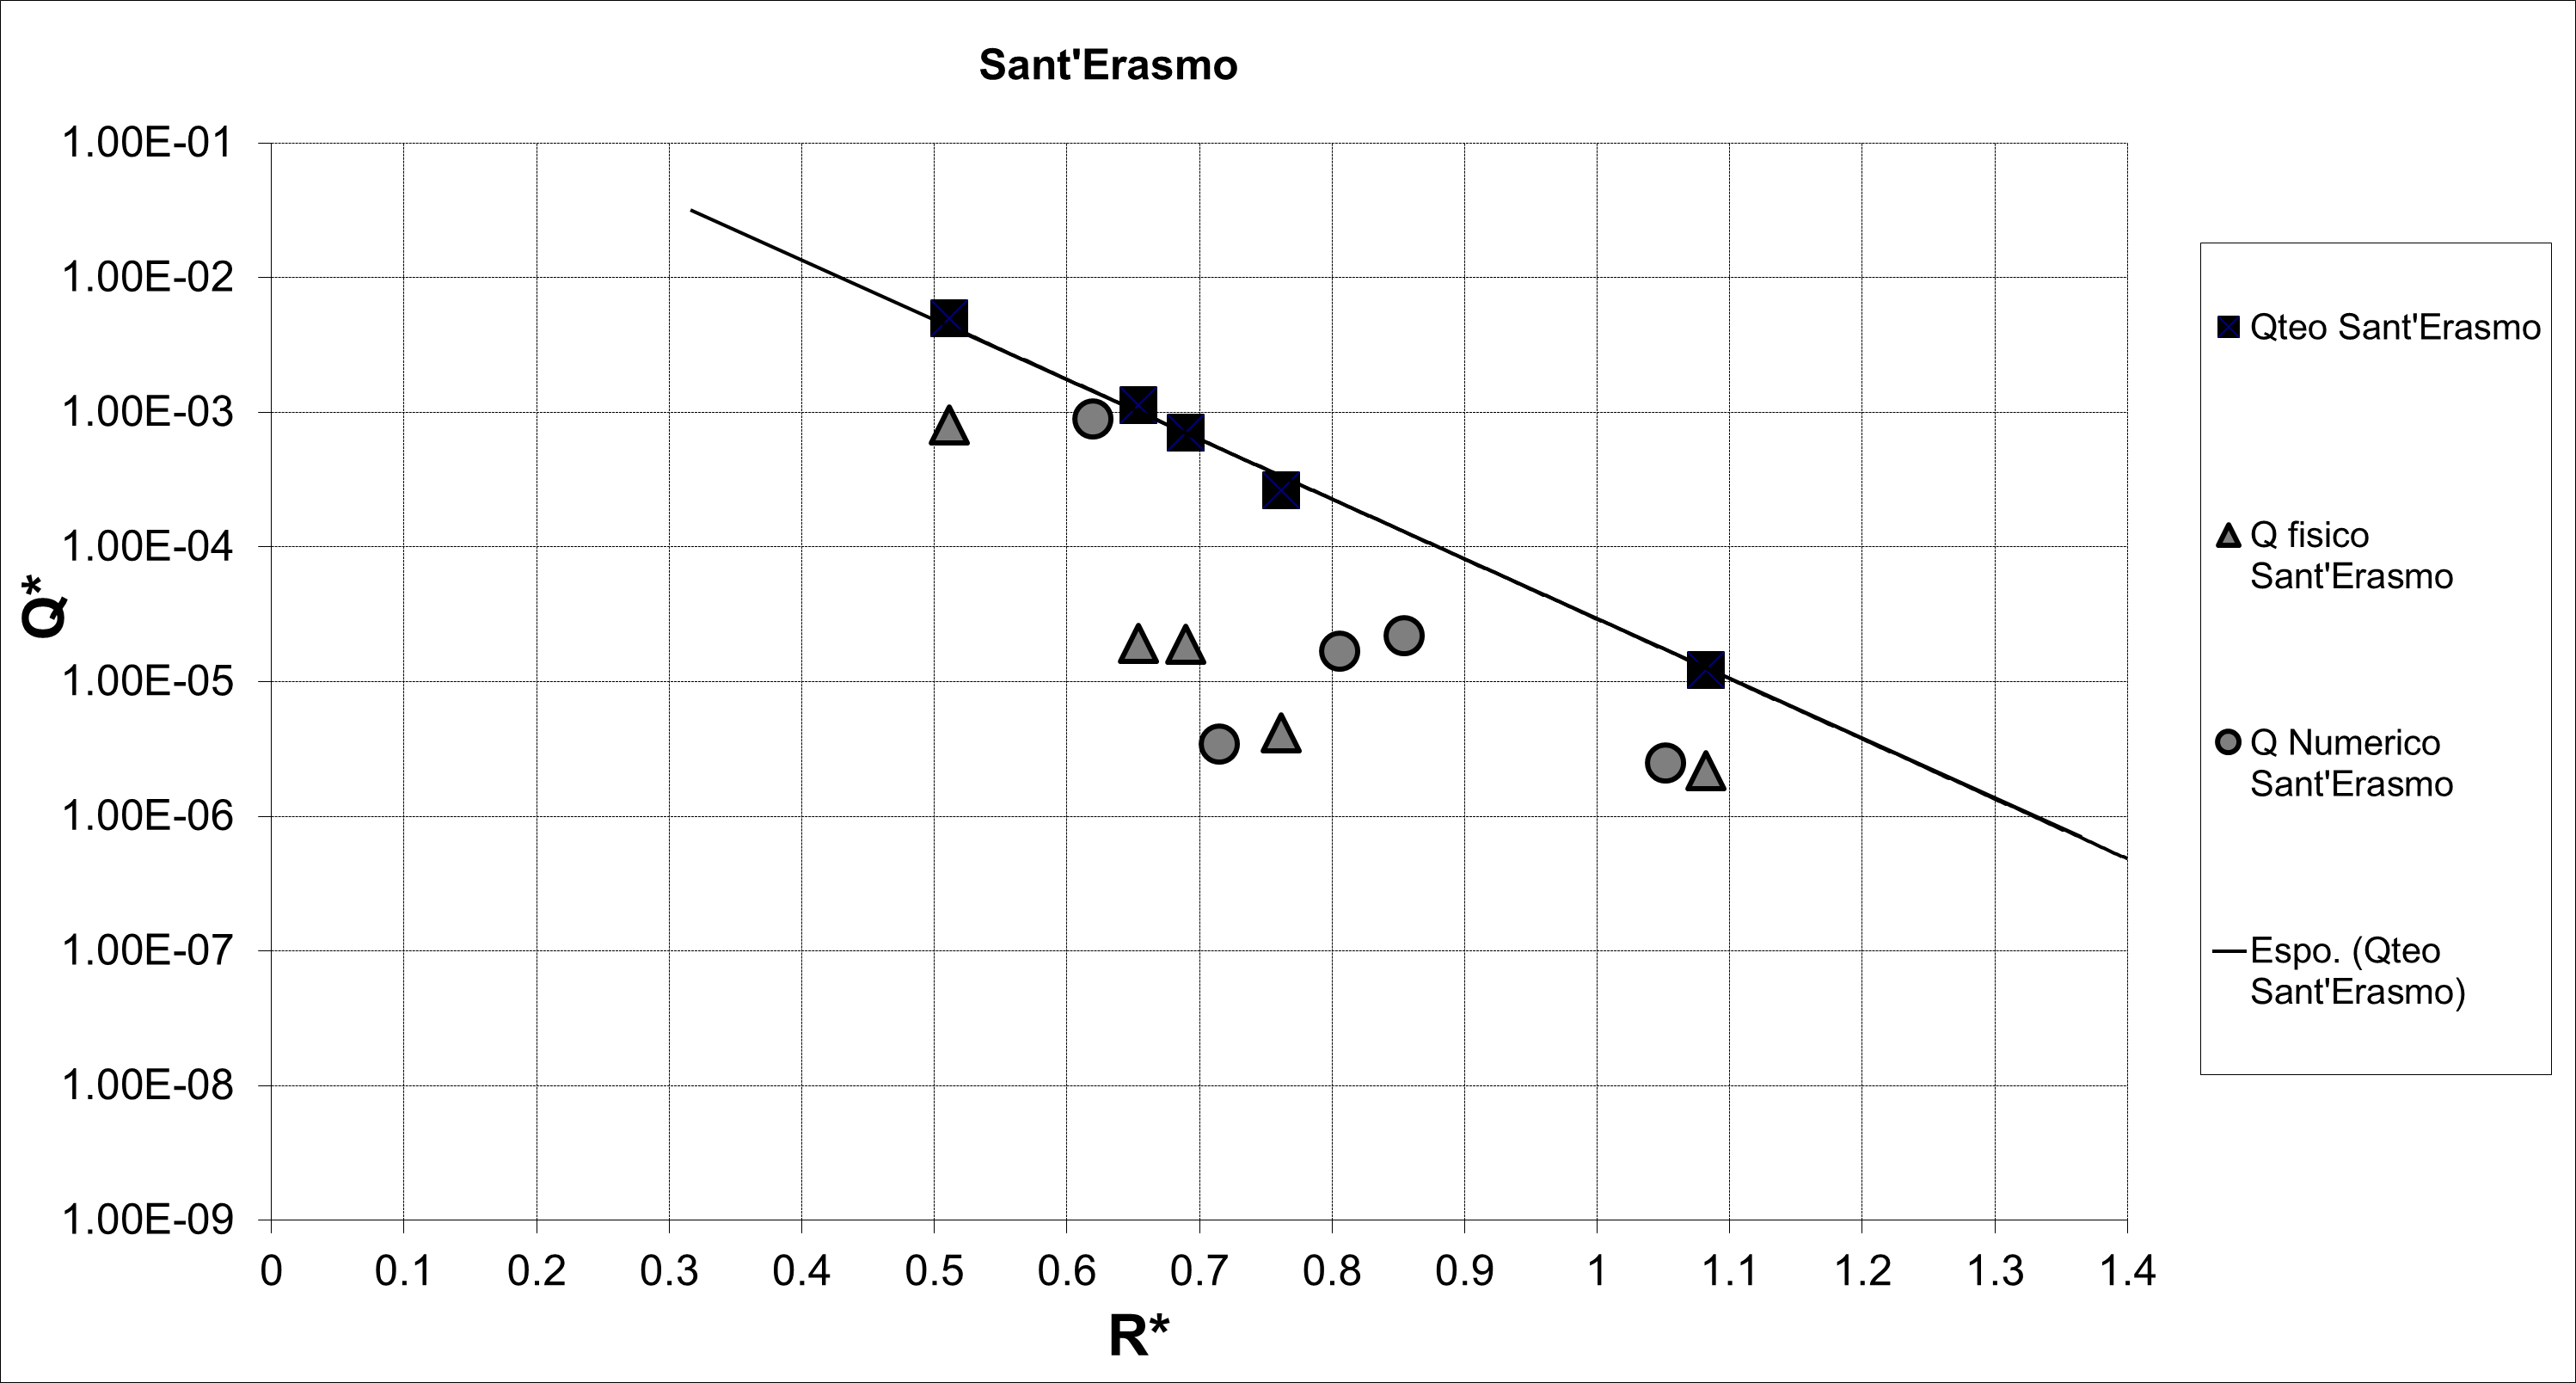 Sant'Erasmo
1.00E-01
1.00E-02
1.00E-03
1.00E-04
1.00E-05
1.00E-06
1.00E-07
1.00E-08
1.00E-09
Q*
0 0.1 0.2 0.3 0.4 0.5 0.6 0.7 0.8 0.9 1 1.1 1.2 1.3 1.4
R*
Qteo Sant'Erasmo
Q fisico
Sant'Erasmo
Q Numerico
Sant'Erasmo
Espo. (Qteo
Sant'Erasmo)